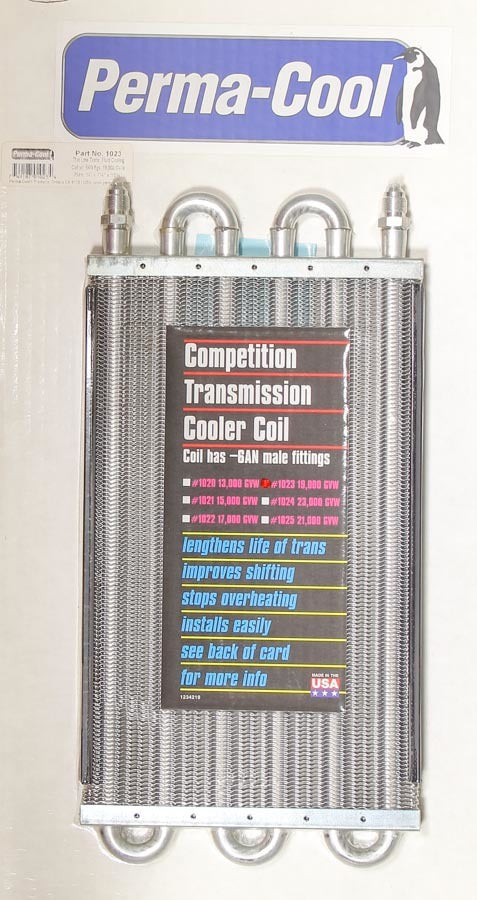 Perma-Cool
Perma-Cool
Part No. 1023
Competition
Transmission
Cooler Coil
Coil has -6AN male fittings
#1020 13,000 GVW #1023 19,000 GVW
#1021 15,000 GVW #1024 23,000 GVW
#1022 17,000 GVW #1025 21,000 GVW
lengthens life of trans
improves shifting
stops overheating
installs easily
see back of card
for more info
MADE IN THE
USA
1234215